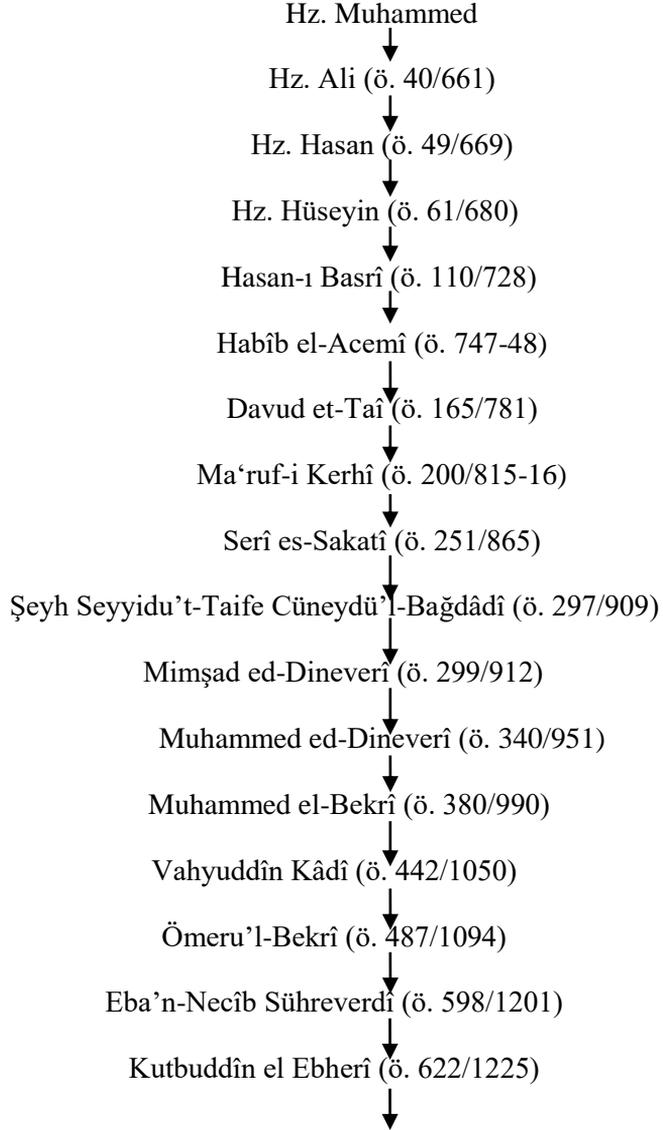 Hz. Muhammed
Hz. Ali (ö. 40/661)
Hz. Hasan (ö. 49/669)
Hz. Hüseyin (ö. 61/680)
Hasan-ı Basrî (ö. 110/728)
Habîb el-Acemî (ö. 747-48)
Davud et-Taî (ö. 165/781)
Ma‘ruf-i Kerhî (ö. 200/815-16)
Serî es-Sakatî (ö. 251/865)
Şeyh Seyyidu’t-Taife Cüneydü’l-Bağdâdî (ö. 297/909)
Mimşad ed-Dineverî (ö. 299/912)
Muhammed ed-Dineverî (ö. 340/951)
Muhammed el-Bekrî (ö. 380/990)
Vahyuddîn Kâdî (ö. 442/1050)
Ömeru’l-Bekrî (ö. 487/1094)
Eba’n-Necîb Sühreverdî (ö. 598/1201)
Kutbuddîn el Ebherî (ö. 622/1225)